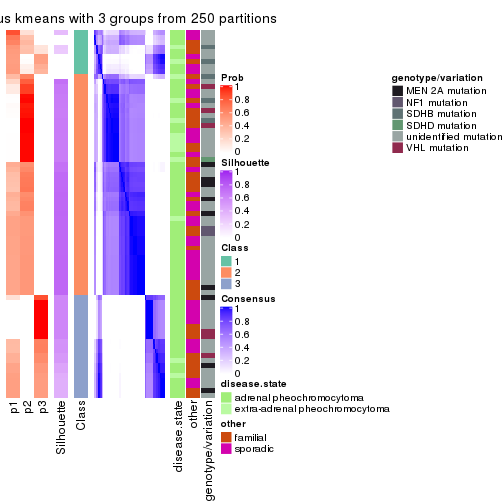 us kmeans with 3 groups from 250 partitions
Prob
1
0.8
0.6
0.4
0.2
0
Silhouette
1
0.8
0.6
0.4
0.2
0
Class
1
2
3
Consensus
1
0.8
0.6
0.4
0.2
0
disease.state
adrenal pheochromocytoma
extra-adrenal pheochromocytoma
other
familial
sporadic
genotype/variation
MEN 2A mutation
NF1 mutation
SDHB mutation
SDHD mutation
unidentified mutation
VHL mutation
p1
p2
p3
Silhouette
Class
disease.state
other
genotype/variation